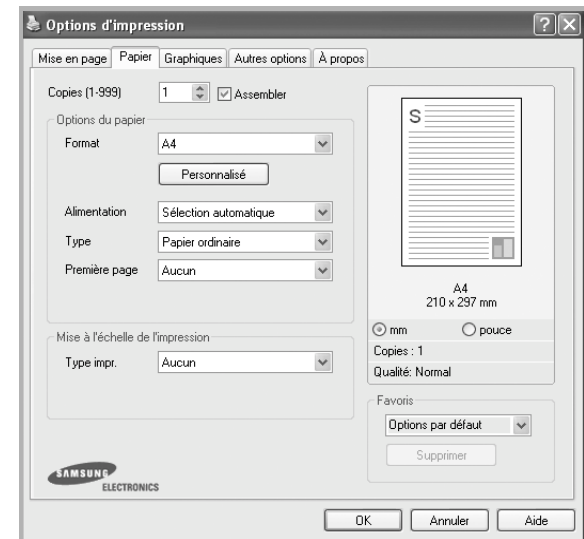 Options d'impression
Mise en page Papier Graphiques Autres options À propos
Copies (1-999) 1 Assembler
Options du papier
Format A4
Personnalisé
Alimentation Sélection automatique
Type Papier ordinaire
Première page Aucun
Mise à l'échelle de l'impression
Type impr. Aucun
SAMSUNG
ELECTRONICS
S
A4
210 x 297 mm
mm pouce
Copies : 1
Qualité: Normal
Favoris
Options par défaut
Supprimer
OK Annuler Aide